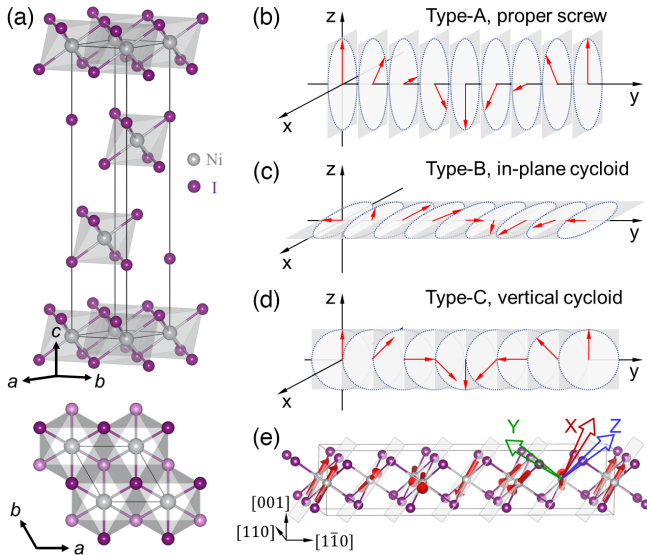 (a)
Ni
I
c
a
b
b
a
(b)
Type-A, proper screw
z
y
x
(c)
Type-B, in-plane cycloid
z
y
x
(d)
Type-C, vertical cycloid
z
y
x
(e)
Y
X
Z
[001]
[110]
[11̄0]